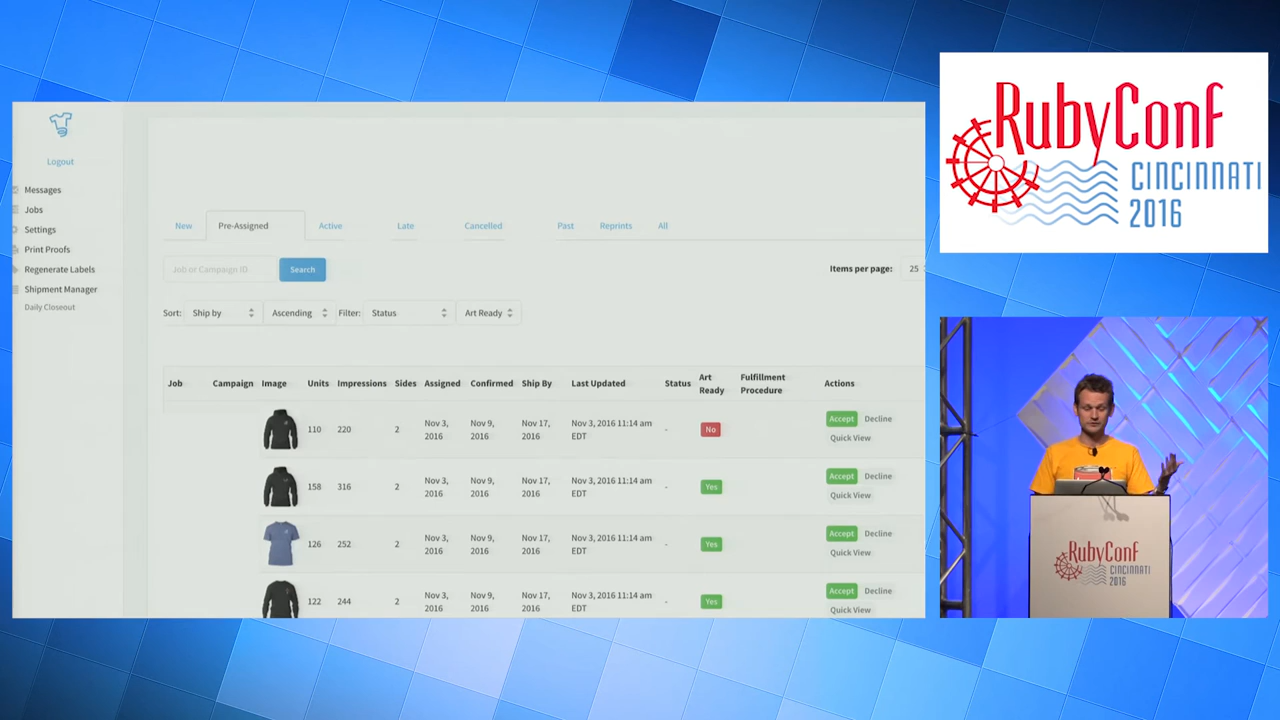 RubyConf
CINCINNATI
2016
Logout
Messages
Jobs
Settings
Print Proofs
Regenerate Labels
Shipment Manager
Daily Closeout
New Pre-Assigned Active Late Cancelled Past Reprints All
Job or Campaign ID Search Items per page: 25
Sort: Ship by Ascending Filter: Status Art Ready
Job Campaign Image Units Impressions Sides Assigned Confirmed Ship By Last Updated Status Art Ready Fulfillment Procedure Actions
110 220 2 Nov 3, 2016 Nov 9, 2016 Nov 17, 2016 Nov 3, 2016 11:14 am EDT - No Accept Decline
Quick View
158 316 2 Nov 3, 2016 Nov 9, 2016 Nov 17, 2016 Nov 3, 2016 11:14 am EDT - Yes Accept Decline
Quick View
126 252 2 Nov 3, 2016 Nov 9, 2016 Nov 17, 2016 Nov 3, 2016 11:14 am EDT - Yes Accept Decline
Quick View
122 244 2 Nov 3, 2016 Nov 9, 2016 Nov 17, 2016 Nov 3, 2016 11:14 am EDT - Yes Accept Decline
Quick View
RubyConf
CINCINNATI
2016